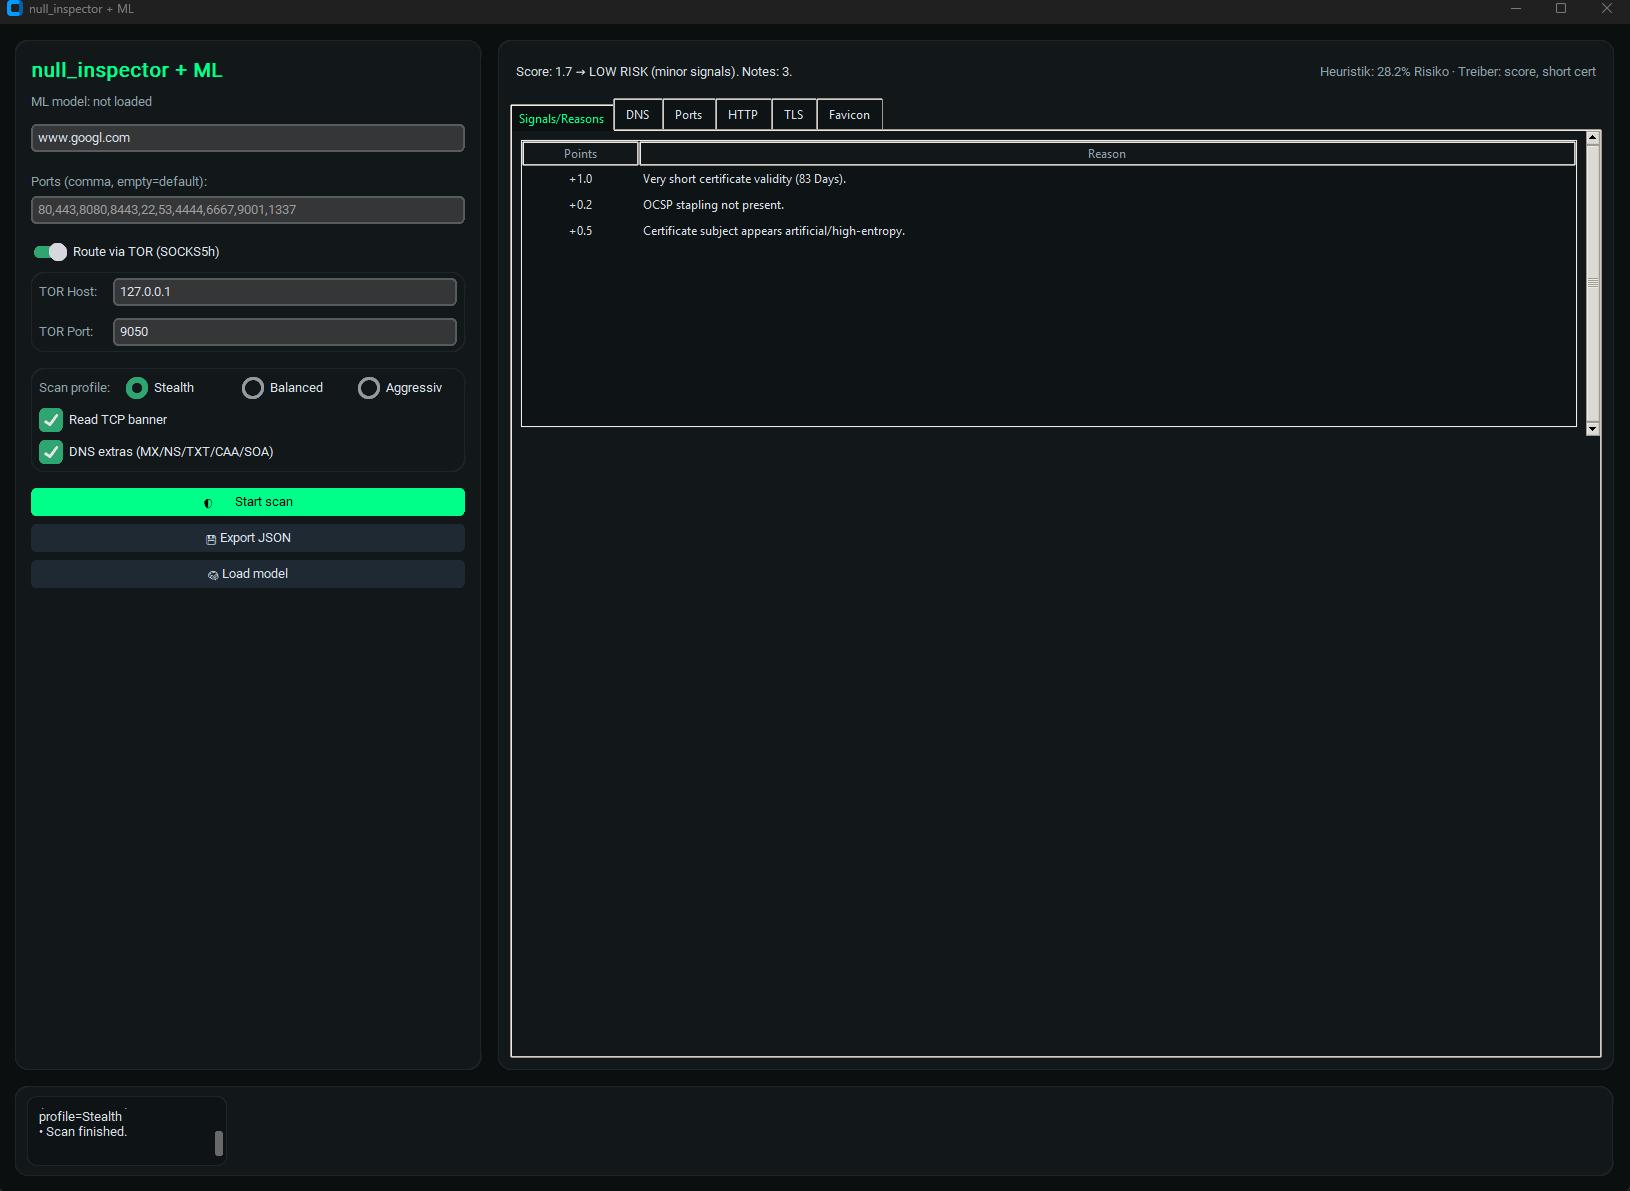 null_inspector + ML
null_inspector + ML
ML model: not loaded
www.googl.com
Ports (comma, empty=default):
80,443,8080,8443,22,53,4444,6667,9001,1337
Route via TOR (SOCKS5h)
TOR Host: 127.0.0.1
TOR Port: 9050
Scan profile: Stealth Balanced Aggressiv
Read TCP banner
DNS extras (MX/NS/TXT/CAA/SOA)
Start scan
Export JSON
Load model
Score: 1.7 → LOW RISK (minor signals). Notes: 3.
Heuristik: 28.2% Risiko · Treiber: score, short cert
Signals/Reasons DNS Ports HTTP TLS Favicon
Points Reason
+1.0 Very short certificate validity (83 Days).
+0.2 OCSP stapling not present.
+0.5 Certificate subject appears artificial/high-entropy.
profile=Stealth
• Scan finished.